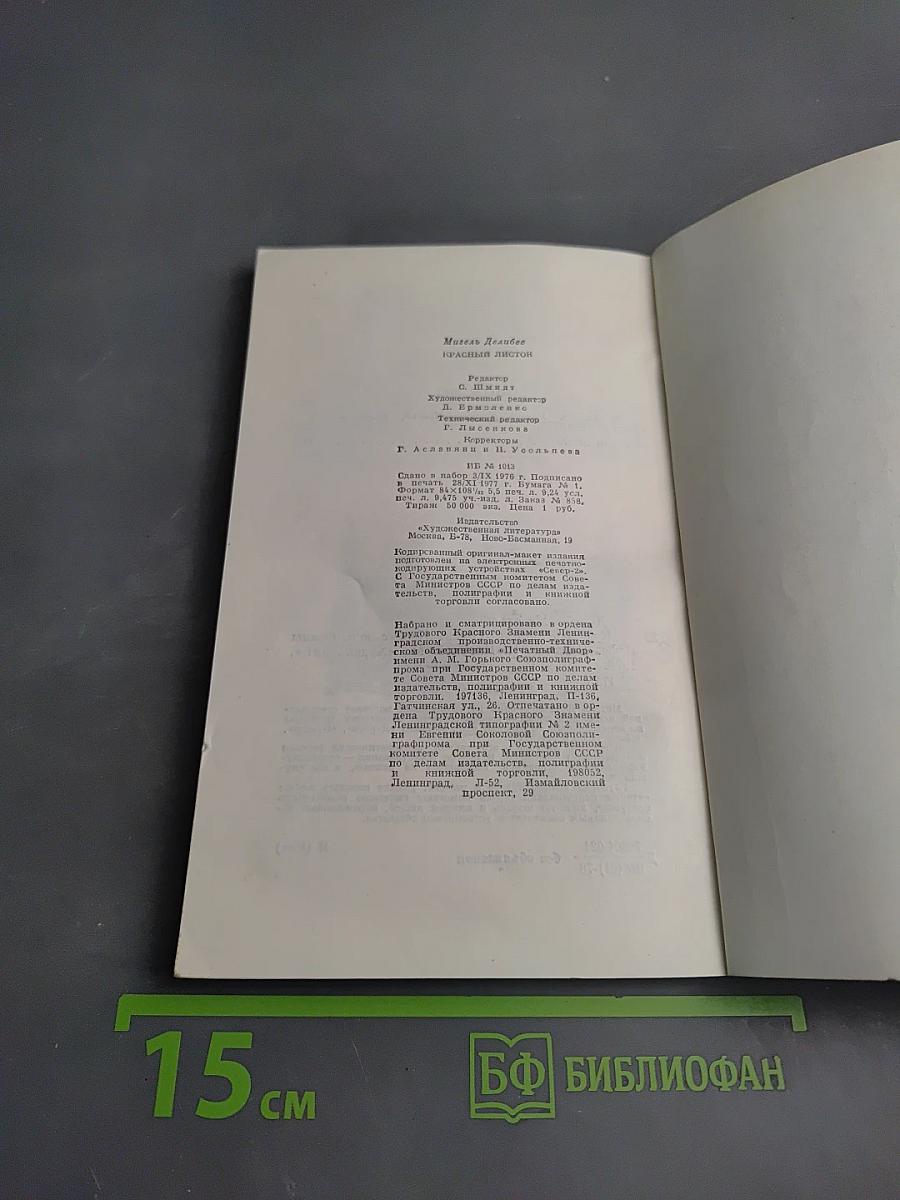 Мигель Делибес
КРАСНЫЙ ЛИСТОК
Редактор
С. Шмидт
Художественный редактор
Д. Ермоленко
Технический редактор
Г. Лысенкова
Корректоры
Г. Асланянц и Н. Усольцева
ИБ № 1013
Сдано в набор 3/IX 1976 г. Подписано
в печать 28/XI 1977 г. Бумага № 1.
Формат 84×108¹/₃₂ 5,5 печ. л. 9,24 усл.
печ. л. 9,475 уч.-изд. л. Заказ № 858.
Тираж 50 000 экз. Цена 1 руб.
Издательство
«Художественная литература»
Москва, Б-78, Ново-Басманная, 19
Кодированный оригинал-макет издания
подготовлен на электронных печатно-
кодирующих устройствах «Север-2».
С Государственным комитетом Сове-
та Министров СССР по делам изда-
тельств, полиграфии и книжной
торговли согласовано.
Набрано и сматрицировано в ордена
Трудового Красного Знамени Ленин-
градском производственно-техниче-
ском объединении «Печатный Двор»
имени А. М. Горького Союзполиграф-
прома при Государственном комите-
те Совета Министров СССР по делам
издательств, полиграфии и книжной
торговли. 197136, Ленинград, П-136,
Гатчинская ул., 26. Отпечатано в ор-
дена Трудового Красного Знамени
Ленинградской типографии № 2 име-
ни Евгении Соколовой Союзполи-
графпрома при Государственном
комитете Совета Министров СССР
по делам издательств, полиграфии
и книжной торговли, 198052,
Ленинград, Л-52, Измайловский
проспект, 29
15 см
БФ БИБЛИОФАН